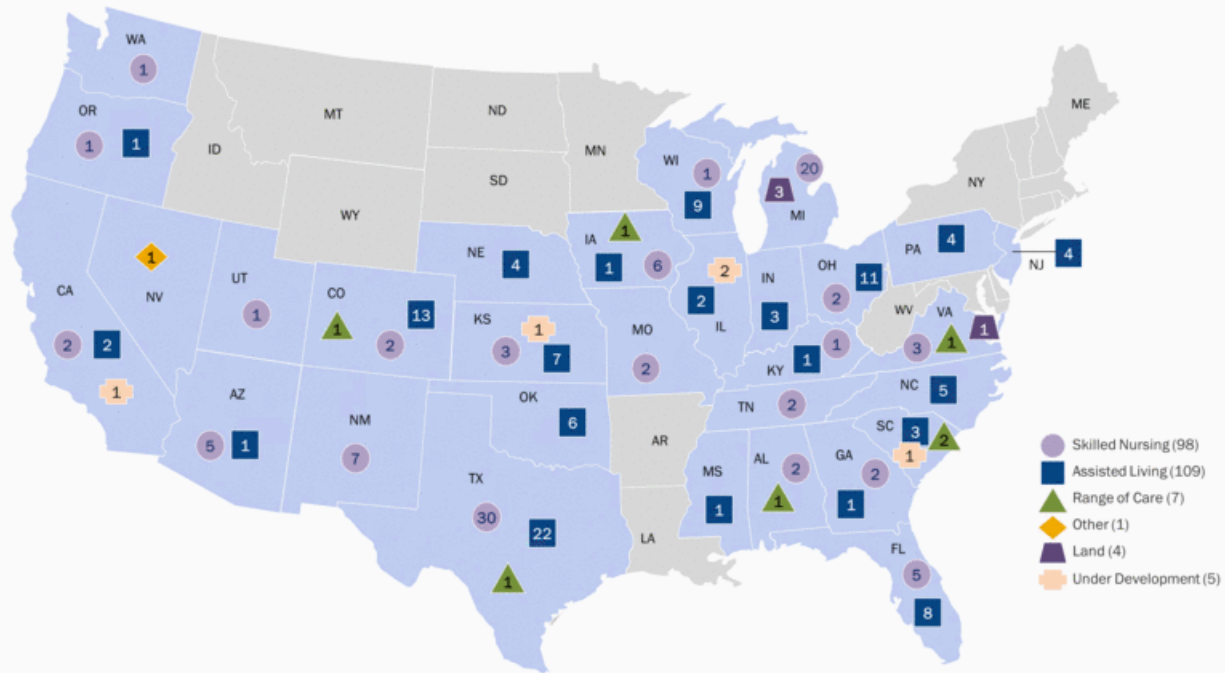 WA
1
OR
1
1
ID
MT
ND
MN
SD
WY
WI
1
9
20
3
MI
NY
ME
CA
2
2
1
1
NV
UT
1
CO
1
2
13
NE
4
IA
1
1
6
KS
1
3
7
MO
2
2
2
IL
IN
3
OH
11
2
PA
4
NJ
4
WV
VA
3
1
1
KY
1
1
AZ
5
1
NM
7
OK
6
AR
TN
2
NC
5
SC
3
2
1
TX
30
22
1
LA
MS
1
AL
2
1
GA
2
1
FL
5
8
Skilled Nursing (98)
Assisted Living (109)
Range of Care (7)
Other (1)
Land (4)
Under Development (5)